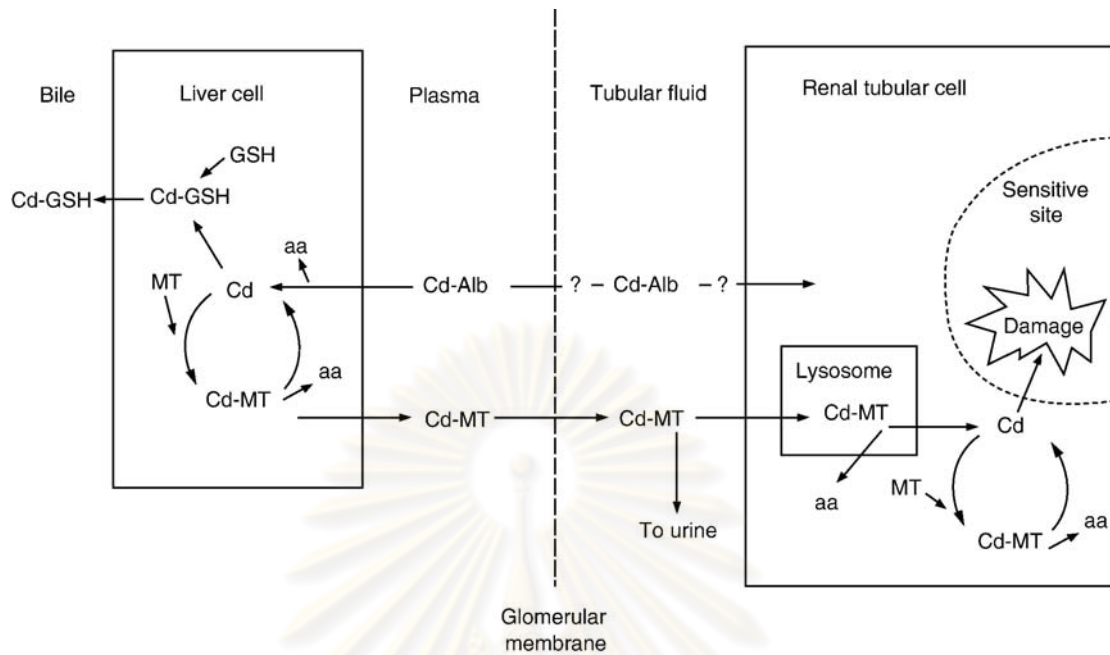 Bile
Liver cell
Plasma
Tubular fluid
Renal tubular cell
GSH
Cd-GSH
Cd-GSH
Sensitive
site
aa
MT
Cd
Cd-Alb
? – Cd-Alb – ?
Damage
aa
Cd-MT
Lysosome
Cd-MT
Cd-MT
Cd-MT
Cd
aa
MT
To urine
Cd-MT
aa
Glomerular
membrane